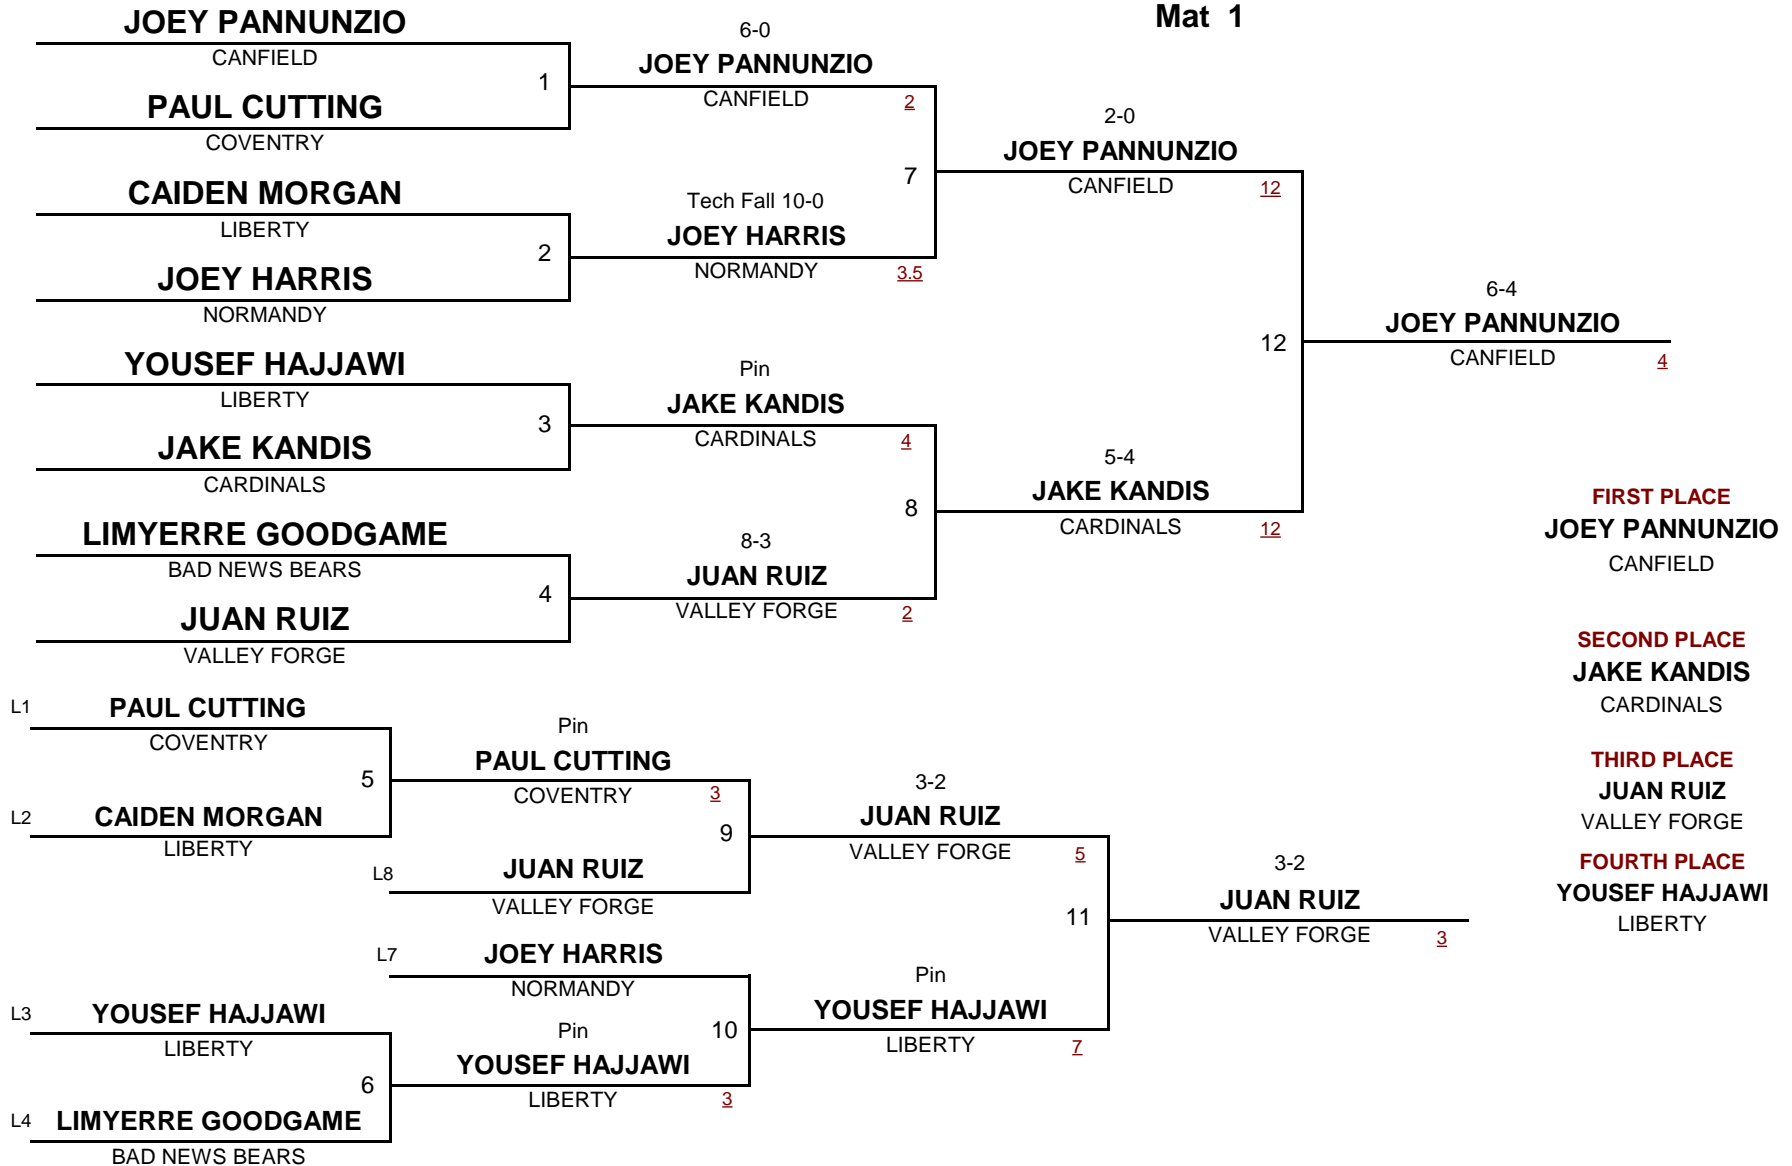 Mat 1
JOEY PANNUNZIO
CANFIELD
1
PAUL CUTTING
COVENTRY
CAIDEN MORGAN
LIBERTY
2
JOEY HARRIS
NORMANDY
YOUSEF HAJJAWI
LIBERTY
3
JAKE KANDIS
CARDINALS
LIMYERRE GOODGAME
BAD NEWS BEARS
4
JUAN RUIZ
VALLEY FORGE
6-0
JOEY PANNUNZIO
CANFIELD 2
7
Tech Fall 10-0
JOEY HARRIS
NORMANDY 3.5
Pin
JAKE KANDIS
CARDINALS 4
8
8-3
JUAN RUIZ
VALLEY FORGE 2
2-0
JOEY PANNUNZIO
CANFIELD 12
12
5-4
JAKE KANDIS
CARDINALS 12
6-4
JOEY PANNUNZIO
CANFIELD 4
FIRST PLACE
JOEY PANNUNZIO
CANFIELD
SECOND PLACE
JAKE KANDIS
CARDINALS
THIRD PLACE
JUAN RUIZ
VALLEY FORGE
FOURTH PLACE
YOUSEF HAJJAWI
LIBERTY
L1 PAUL CUTTING
COVENTRY
5
L2 CAIDEN MORGAN
LIBERTY
L3 YOUSEF HAJJAWI
LIBERTY
6
L4 LIMYERRE GOODGAME
BAD NEWS BEARS
Pin
PAUL CUTTING
COVENTRY 3
9
L8 JUAN RUIZ
VALLEY FORGE
L7 JOEY HARRIS
NORMANDY
10
Pin
YOUSEF HAJJAWI
LIBERTY 3
3-2
JUAN RUIZ
VALLEY FORGE 5
11
Pin
YOUSEF HAJJAWI
LIBERTY 7
3-2
JUAN RUIZ
VALLEY FORGE 3